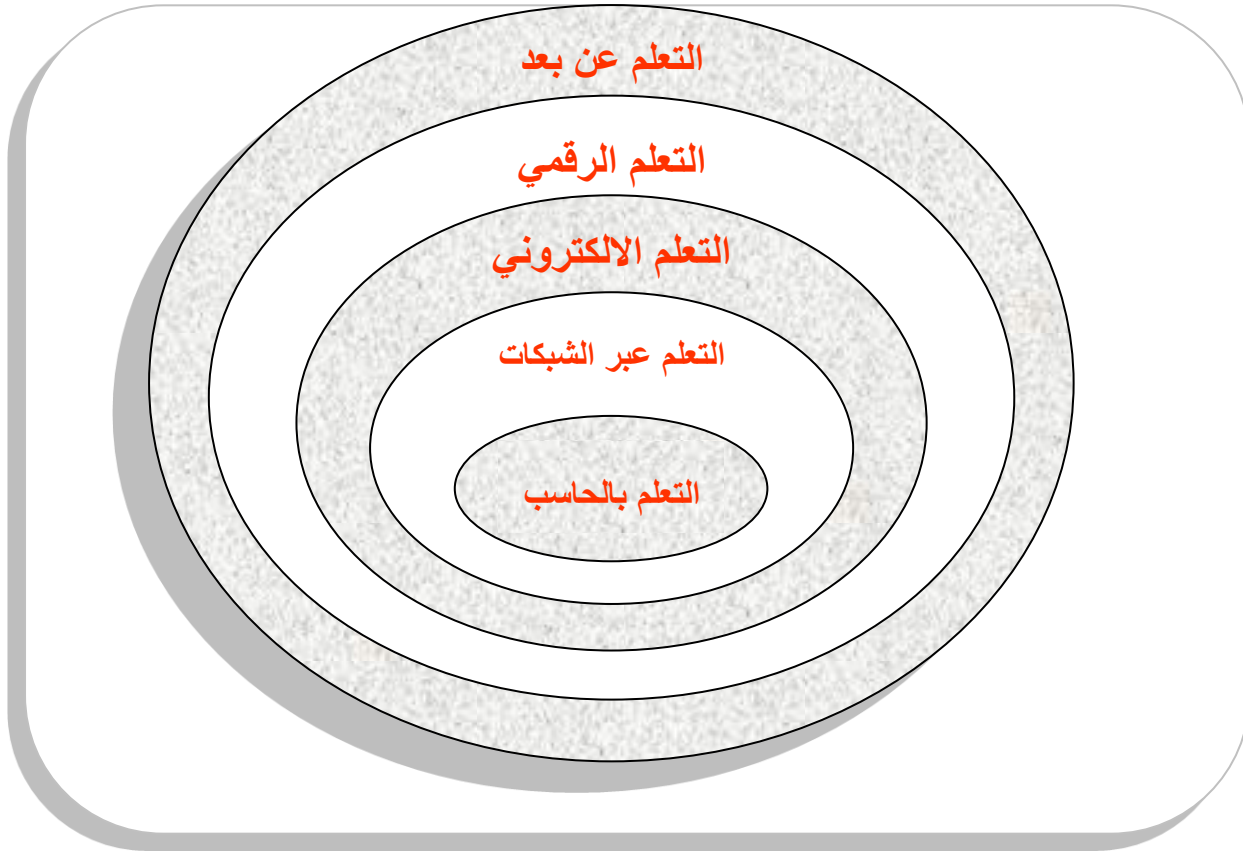 التعلم عن بعد
التعلم الرقمي
التعلم الالكتروني
التعلم عبر الشبكات
التعلم بالحاسب